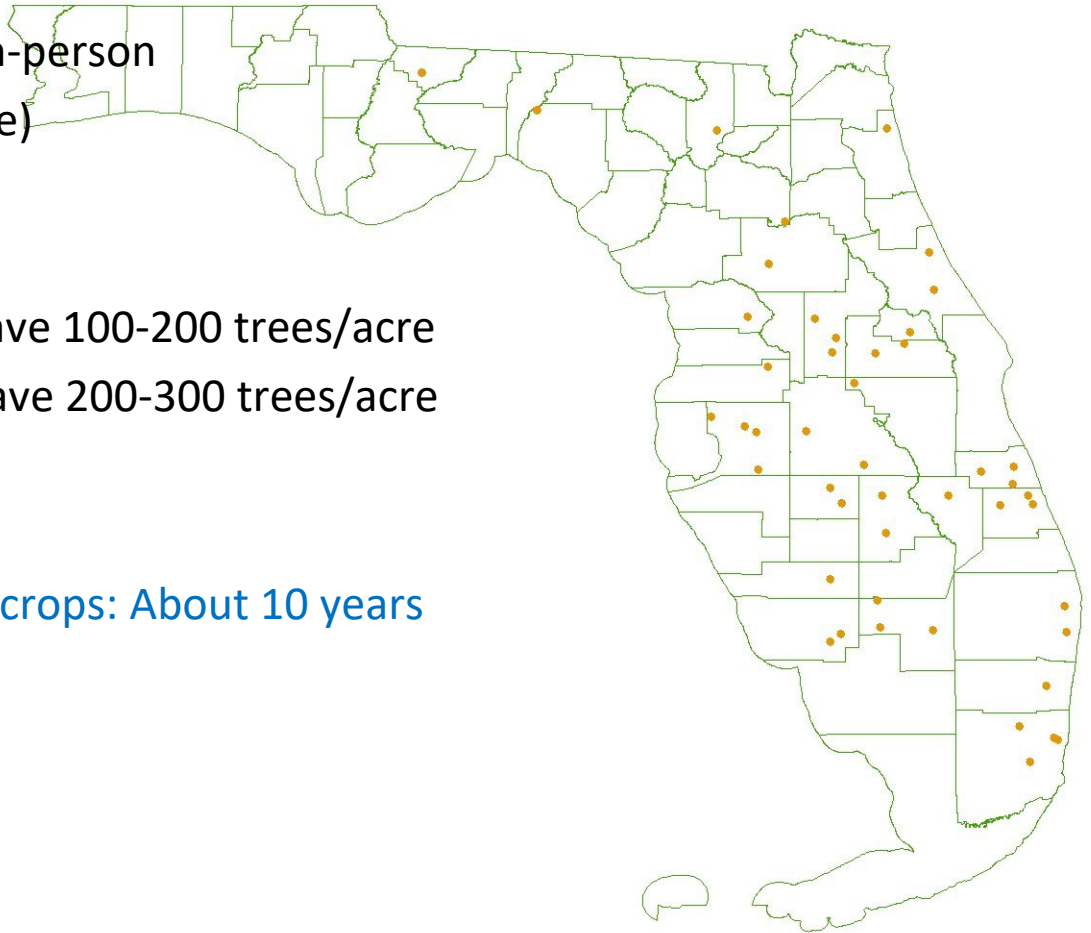 n-person
e)
ave 100-200 trees/acre
ave 200-300 trees/acre
crops: About 10 years